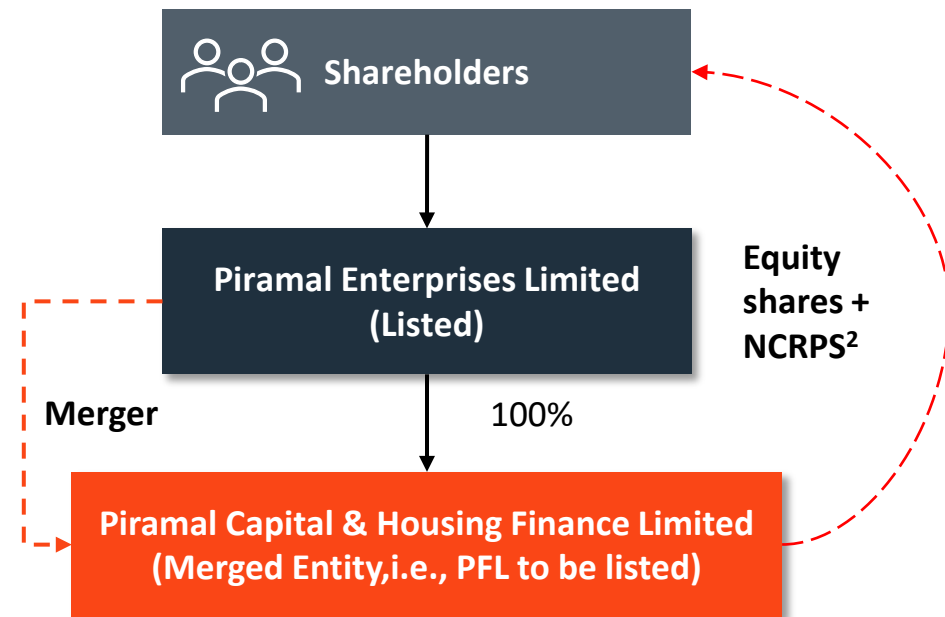 Shareholders
Piramal Enterprises Limited
(Listed)
Equity
shares +
NCRPS²
Merger
100%
Piramal Capital & Housing Finance Limited
(Merged Entity,i.e., PFL to be listed)